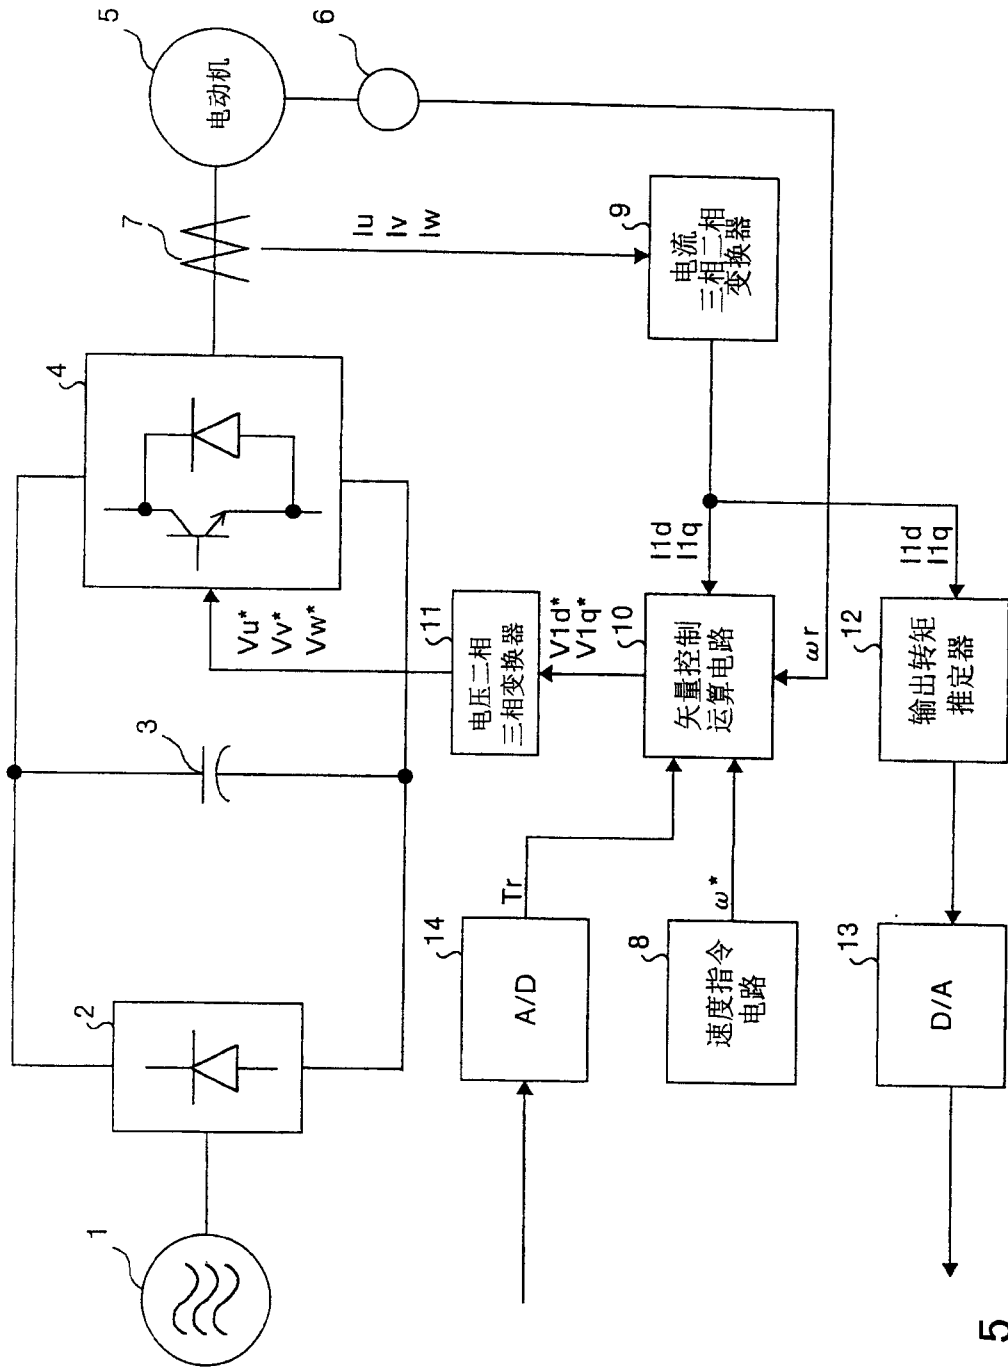 1
2
3
4
5
电动机
6
7
Iu
Iv
Iw
Vu*
Vv*
Vw*
11
电压二相
三相变换器
9
电流
三相二相
变换器
V1d*
V1q*
10
矢量控制
运算电路
I1d
I1q
ωr
14
A/D
Tr
8
速度指令
电路
ω*
I1d
I1q
12
输出转矩
推定器
13
D/A
5